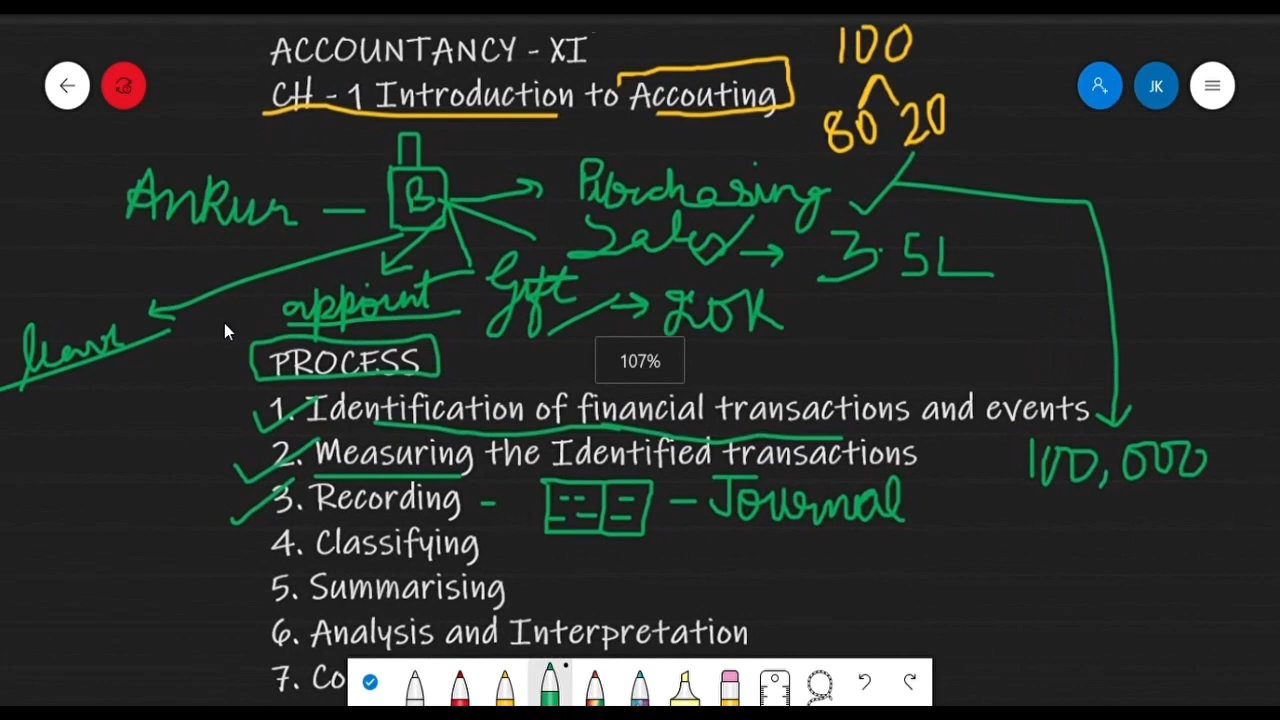 ACCOUNTANCY - XI
CH - 1 Introduction to Accouting
100
80 20
JK
Ankur - B
Purchasing
Sales → 3.5L
appoint
Gift → 20K
leave
107%
PROCESS
1. Identification of financial transactions and events
2. Measuring the Identified transactions
100,000
3. Recording - - Journal
4. Classifying
5. Summarising
6. Analysis and Interpretation
7. Co